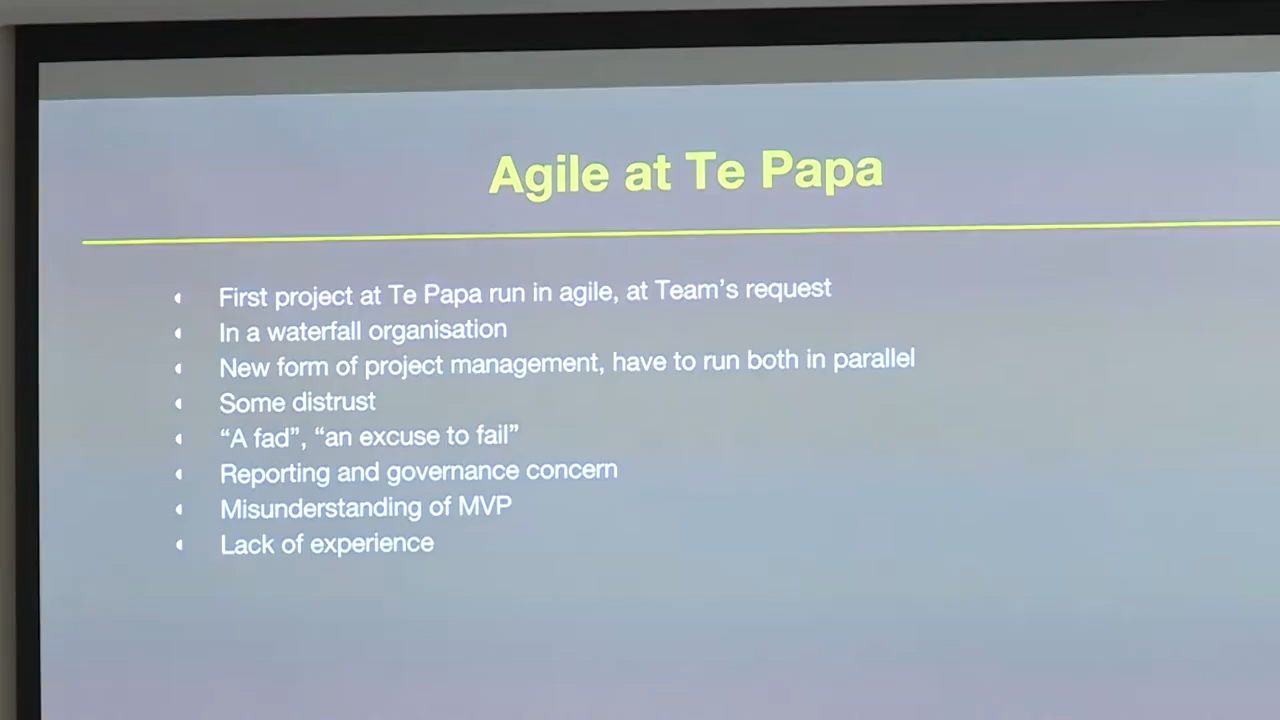 Agile at Te Papa
First project at Te Papa run in agile, at Team's request
In a waterfall organisation
New form of project management, have to run both in parallel
Some distrust
“A fad”, “an excuse to fail”
Reporting and governance concern
Misunderstanding of MVP
Lack of experience